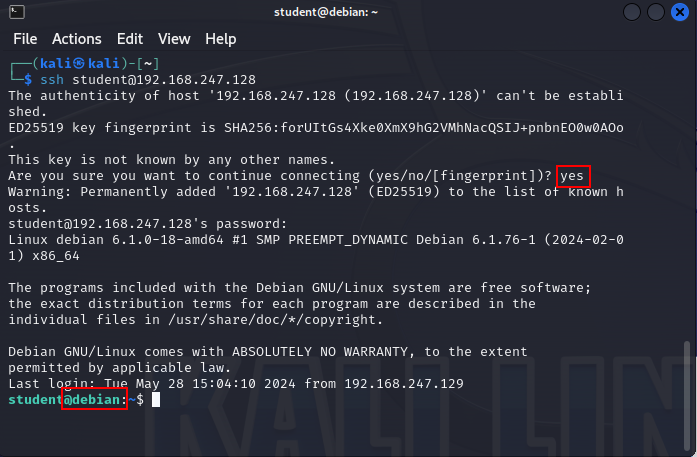 student@debian: ~
File Actions Edit View Help
┌──(kali㉿kali)-[~]
└─$ ssh student@192.168.247.128
The authenticity of host '192.168.247.128 (192.168.247.128)' can't be establi
shed.
ED25519 key fingerprint is SHA256:forUItGs4Xke0XmX9hG2VMhNacQSIJ+pnbnEO0w0AOo
.
This key is not known by any other names.
Are you sure you want to continue connecting (yes/no/[fingerprint])? yes
Warning: Permanently added '192.168.247.128' (ED25519) to the list of known h
osts.
student@192.168.247.128's password:
Linux debian 6.1.0-18-amd64 #1 SMP PREEMPT_DYNAMIC Debian 6.1.76-1 (2024-02-0
1) x86_64
The programs included with the Debian GNU/Linux system are free software;
the exact distribution terms for each program are described in the
individual files in /usr/share/doc/*/copyright.
Debian GNU/Linux comes with ABSOLUTELY NO WARRANTY, to the extent
permitted by applicable law.
Last login: Tue May 28 15:04:10 2024 from 192.168.247.129
student@debian:~$
KALI LIN